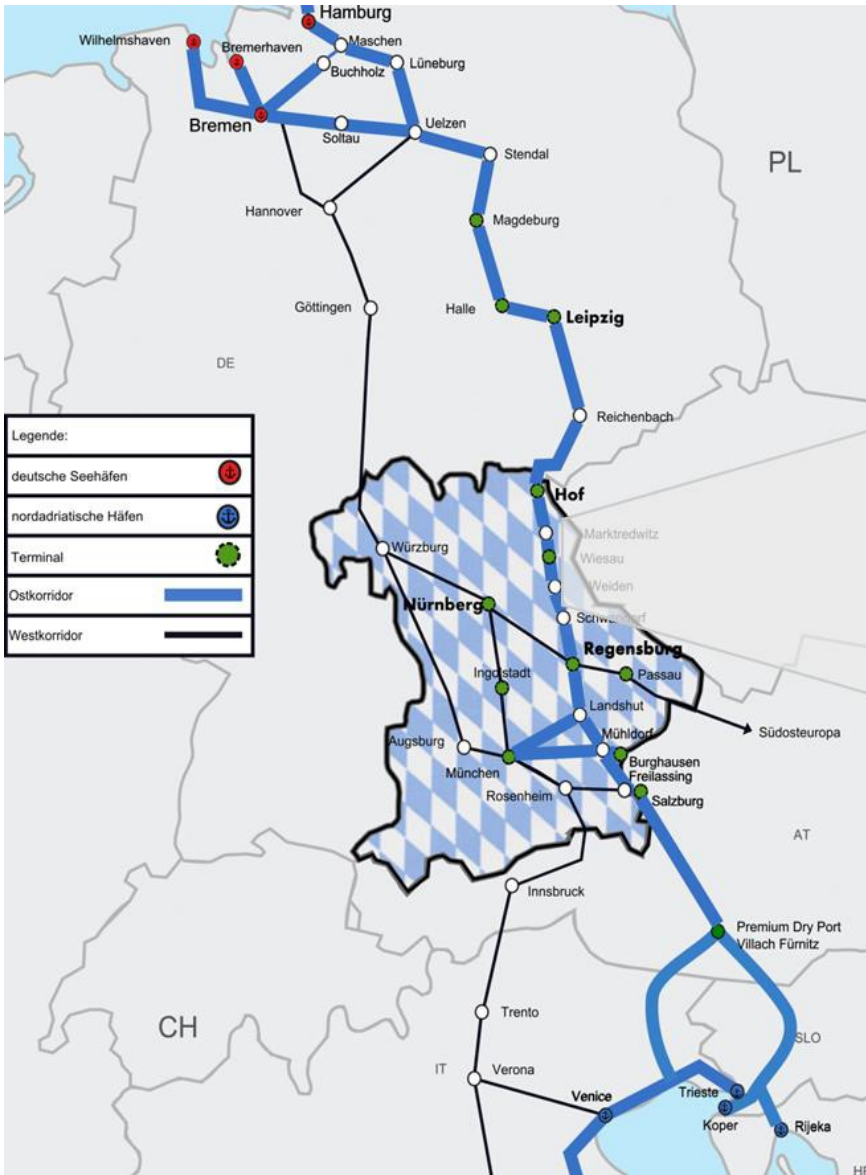 Hamburg
Wilhelmshaven
Bremerhaven
Maschen
Buchholz
Lüneburg
Bremen
Soltau
Uelzen
Stendal
PL
Hannover
Magdeburg
Göttingen
Halle
Leipzig
DE
Reichenbach
Legende:
deutsche Seehäfen
nordadriatische Häfen
Terminal
Ostkorridor
Westkorridor
Hof
Marktredwitz
Würzburg
Wiesau
Weiden
Nürnberg
Regensburg
Ingolstadt
Passau
Landshut
Südosteuropa
Mühldorf
Augsburg
München
Burghausen
Freilassing
Rosenheim
Salzburg
AT
Innsbruck
Premium Dry Port
Villach Fürnitz
Trento
CH
SLO
IT
Verona
Venice
Trieste
Koper
Rijeka